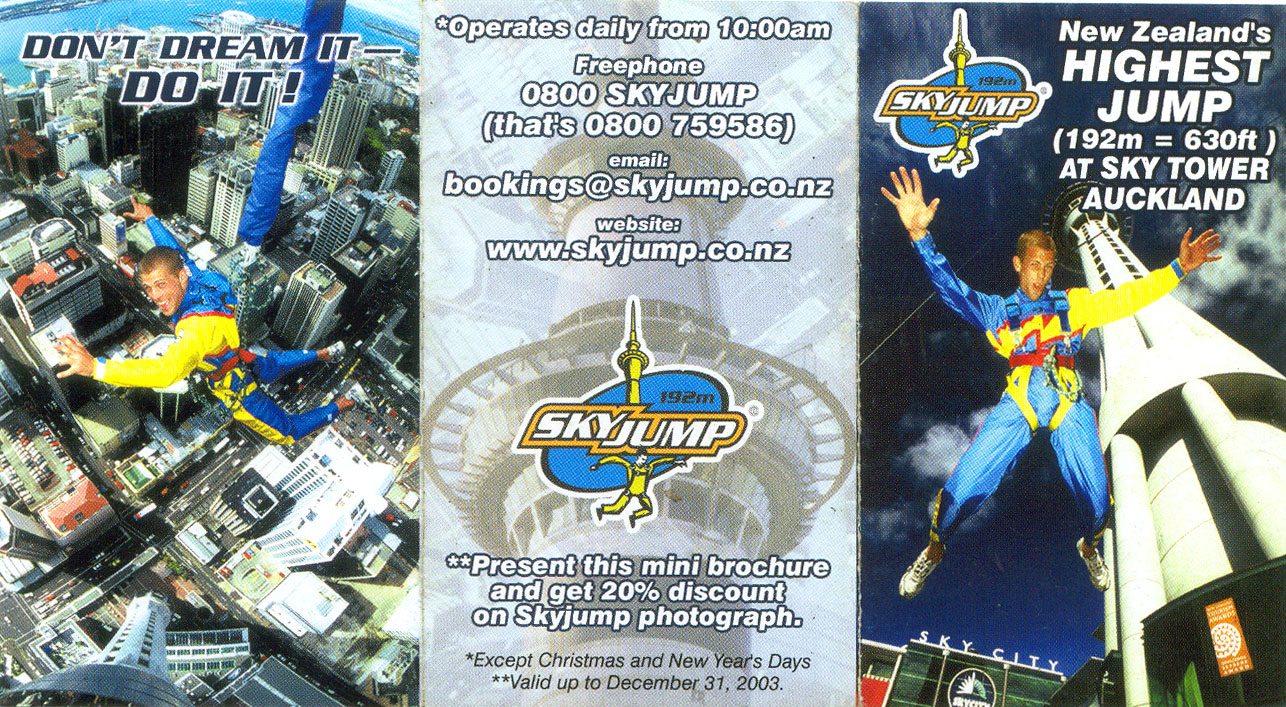 DON'T DREAM IT —
DO IT!
*Operates daily from 10:00am
Freephone
0800 SKYJUMP
(that's 0800 759586)
email:
bookings@skyjump.co.nz
website:
www.skyjump.co.nz
192m
SKYJUMP
©
**Present this mini brochure
and get 20% discount
on Skyjump photograph.
*Except Christmas and New Year's Days
**Valid up to December 31, 2003.
New Zealand's
HIGHEST
JUMP
(192m = 630ft )
AT SKY TOWER
AUCKLAND
192m
SKYJUMP
©
SKY CITY
SKYCITY
TOURISM
AWARDS